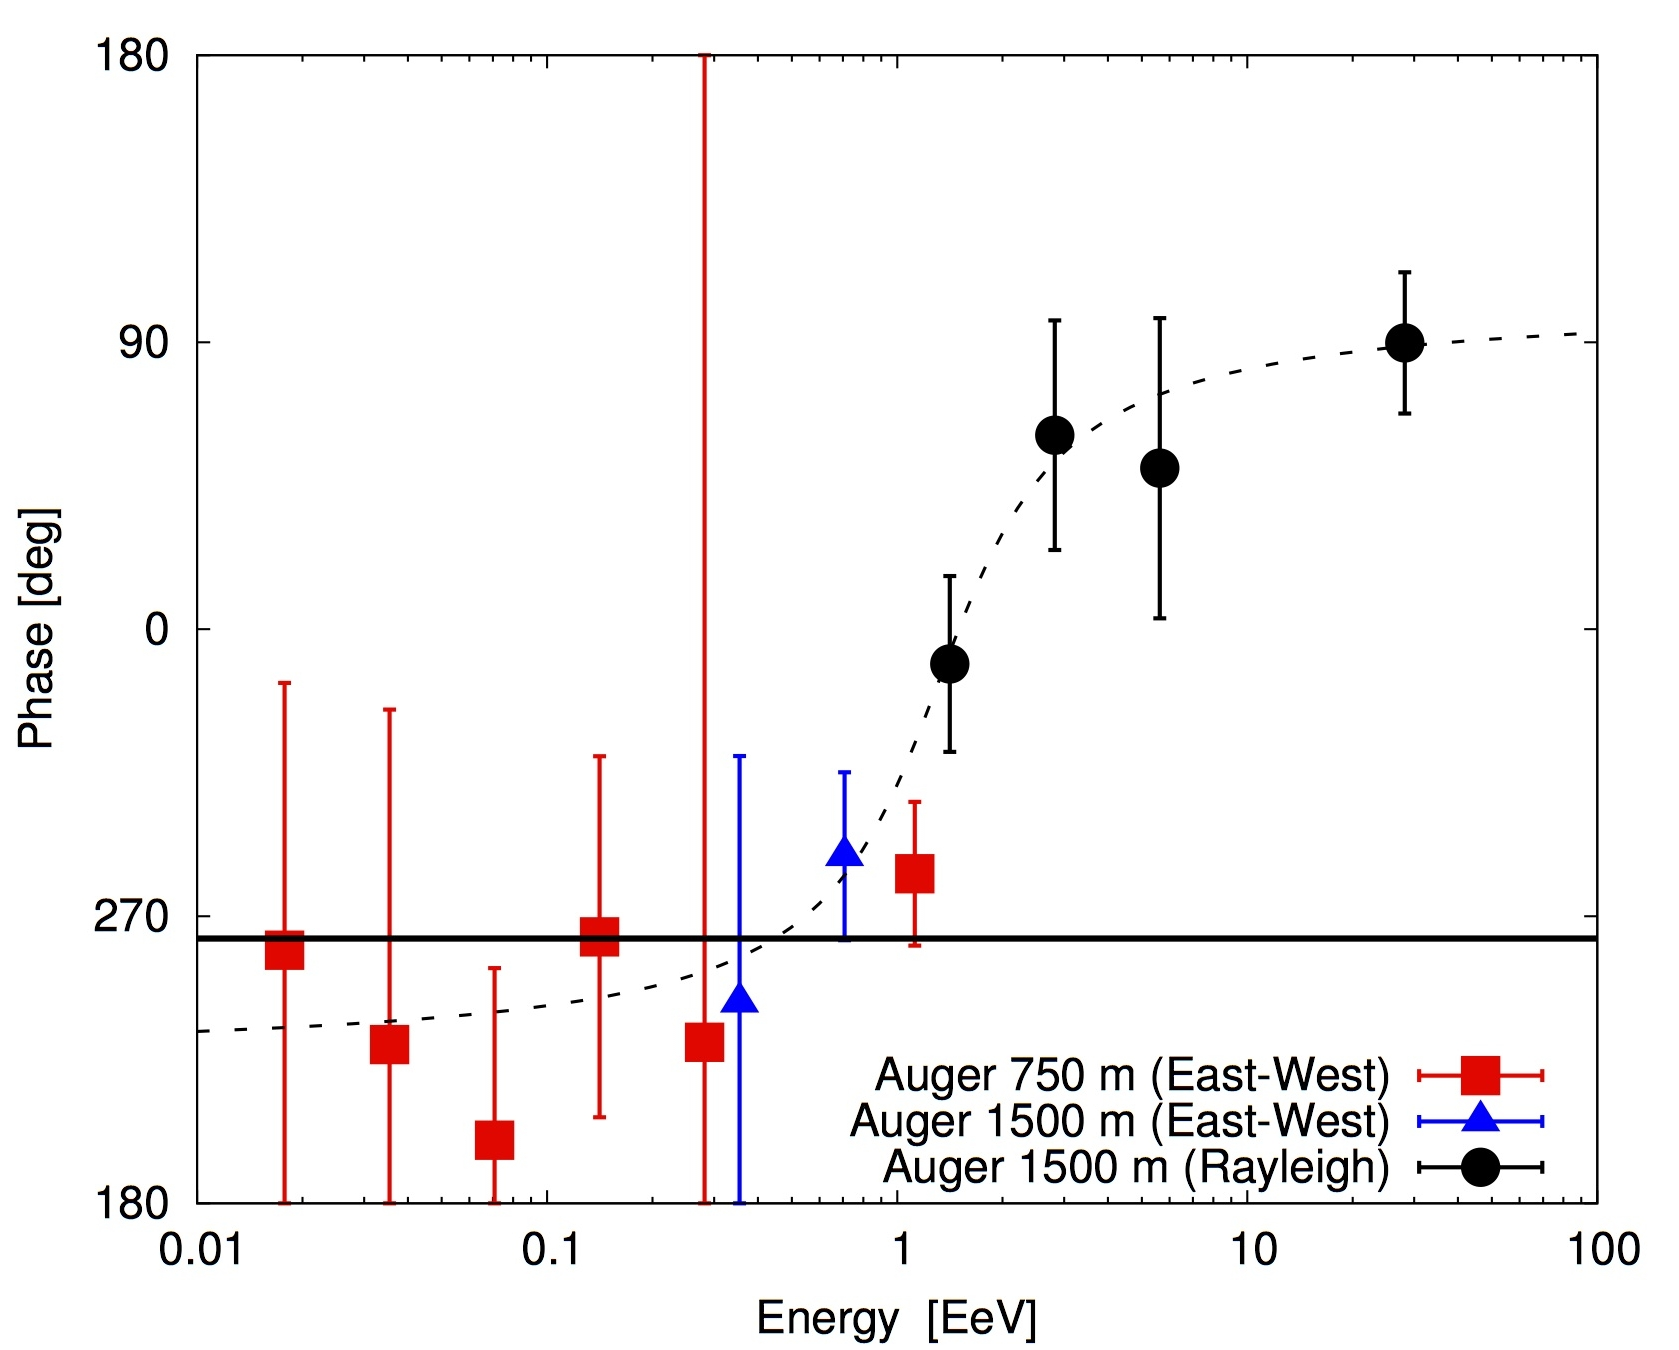 180
90
0
270
180
Phase [deg]
0.01 0.1 1 10 100
Energy [EeV]
Auger 750 m (East-West)
Auger 1500 m (East-West)
Auger 1500 m (Rayleigh)